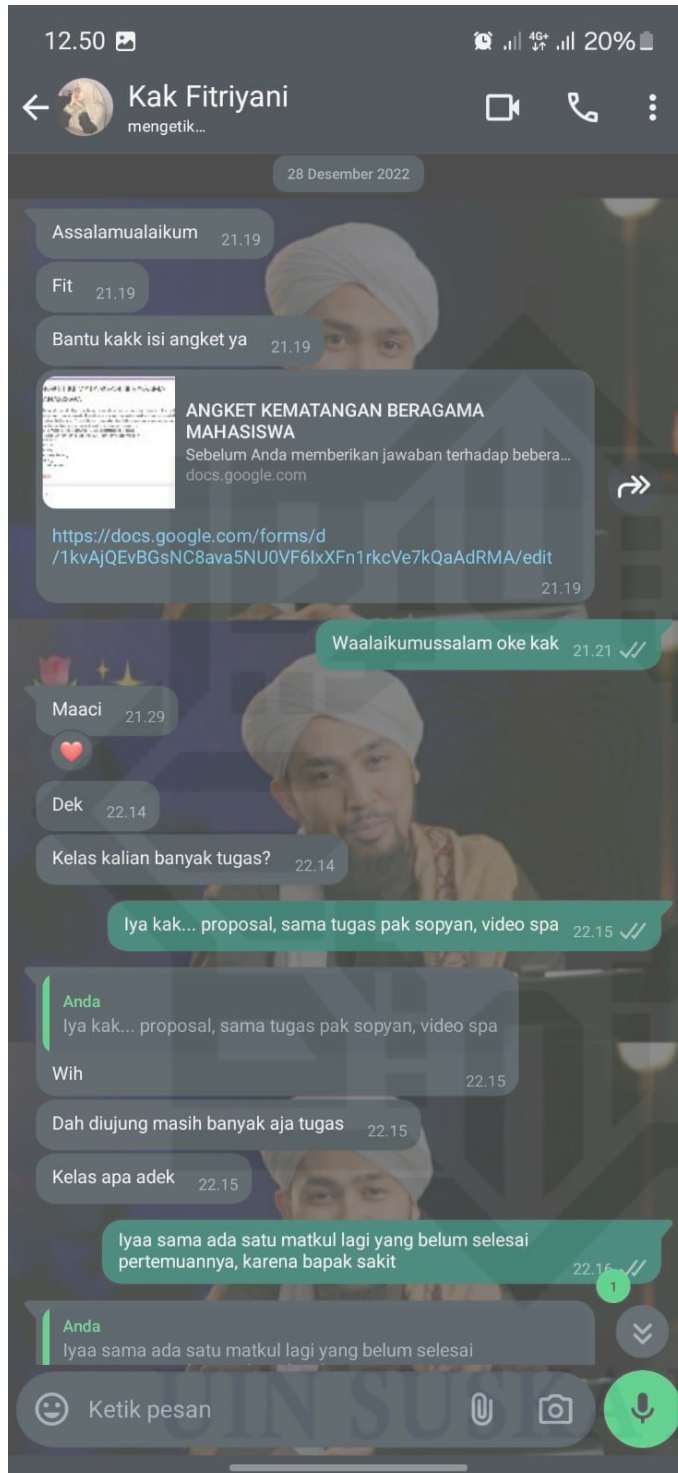 12.50
4G+ 20%
Kak Fitriyani
mengetik...
28 Desember 2022
Assalamualaikum 21.19
Fit 21.19
Bantu kakk isi angket ya 21.19
ANGKET KEMATANGAN BERAGAMA
MAHASISWA
Sebelum Anda memberikan jawaban terhadap bebera...
docs.google.com
https://docs.google.com/forms/d
/1kvAjQEvBGsNC8ava5NU0VF6IxXFn1rkcVe7kQaAdRMA/edit
21.19
Waalaikumussalam oke kak 21.21
Maaci 21.29
Dek 22.14
Kelas kalian banyak tugas? 22.14
Iya kak... proposal, sama tugas pak sopyan, video spa 22.15
Anda
Iya kak... proposal, sama tugas pak sopyan, video spa
Wih 22.15
Dah diujung masih banyak aja tugas 22.15
Kelas apa adek 22.15
Iyaa sama ada satu matkul lagi yang belum selesai
pertemuannya, karena bapak sakit 22.16
1
Anda
Iyaa sama ada satu matkul lagi yang belum selesai
Ketik pesan
UIN SUSKA